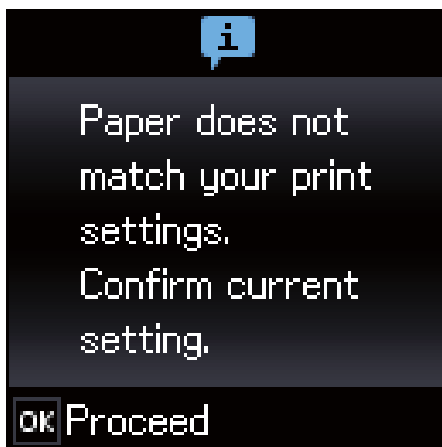 i
Paper does not
match your print
settings.
Confirm current
setting.
OK Proceed